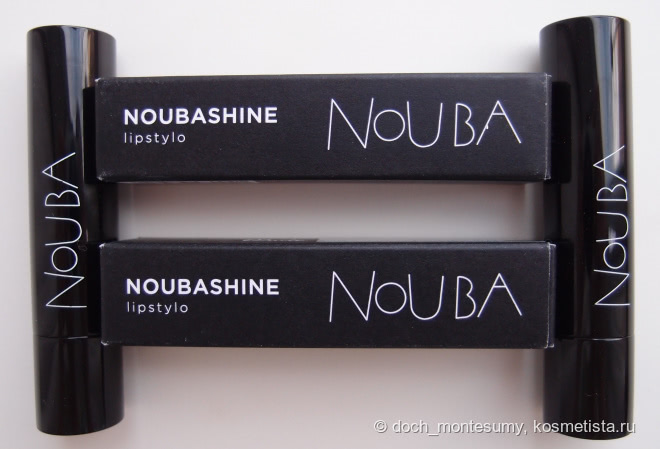 NOUBA
NOUBASHINE
lipstylo
NOUBA
NOUBASHINE
lipstylo
NOUBA
NOUBA
© doch_montesumy, kosmetista.ru